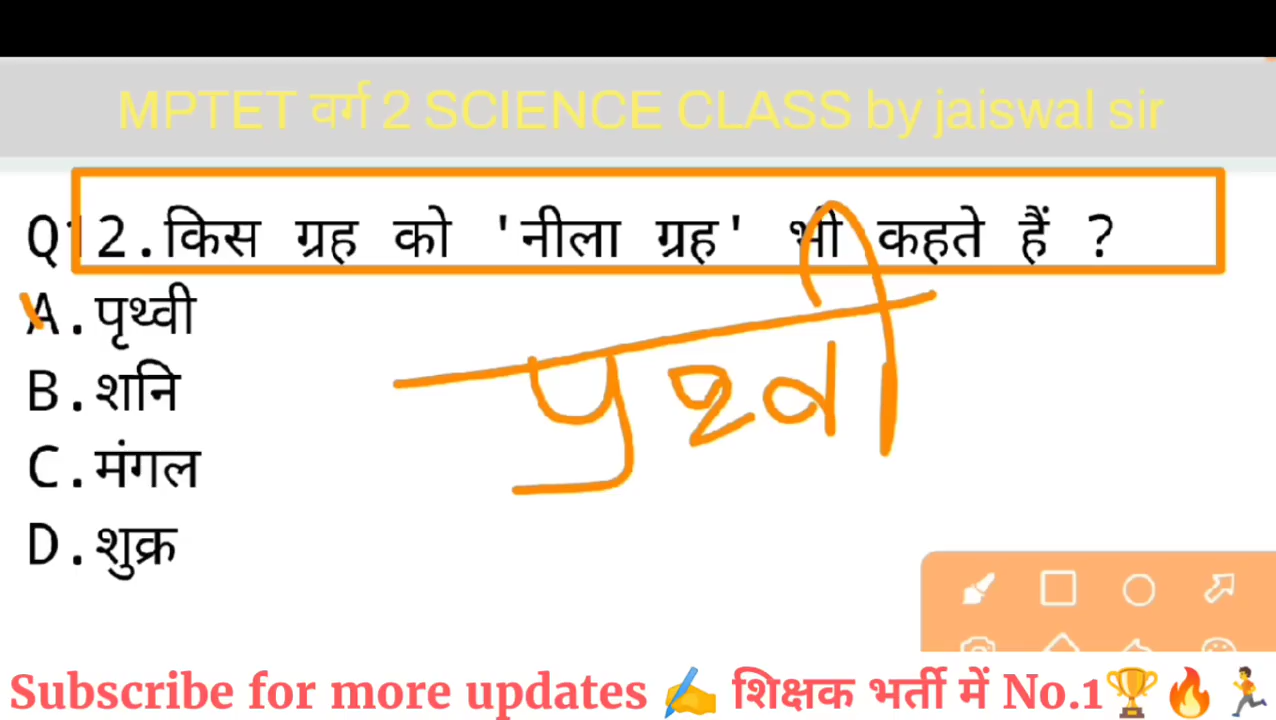 MPTET वर्ग 2 SCIENCE CLASS by jaiswal sir
Q12.किस ग्रह को 'नीला ग्रह' भी कहते हैं ?
A.पृथ्वी
B.शनि
C.मंगल
D.शुक्र
पृथ्वी
Subscribe for more updates ✍️ शिक्षक भर्ती में No.1🏆🔥🏃